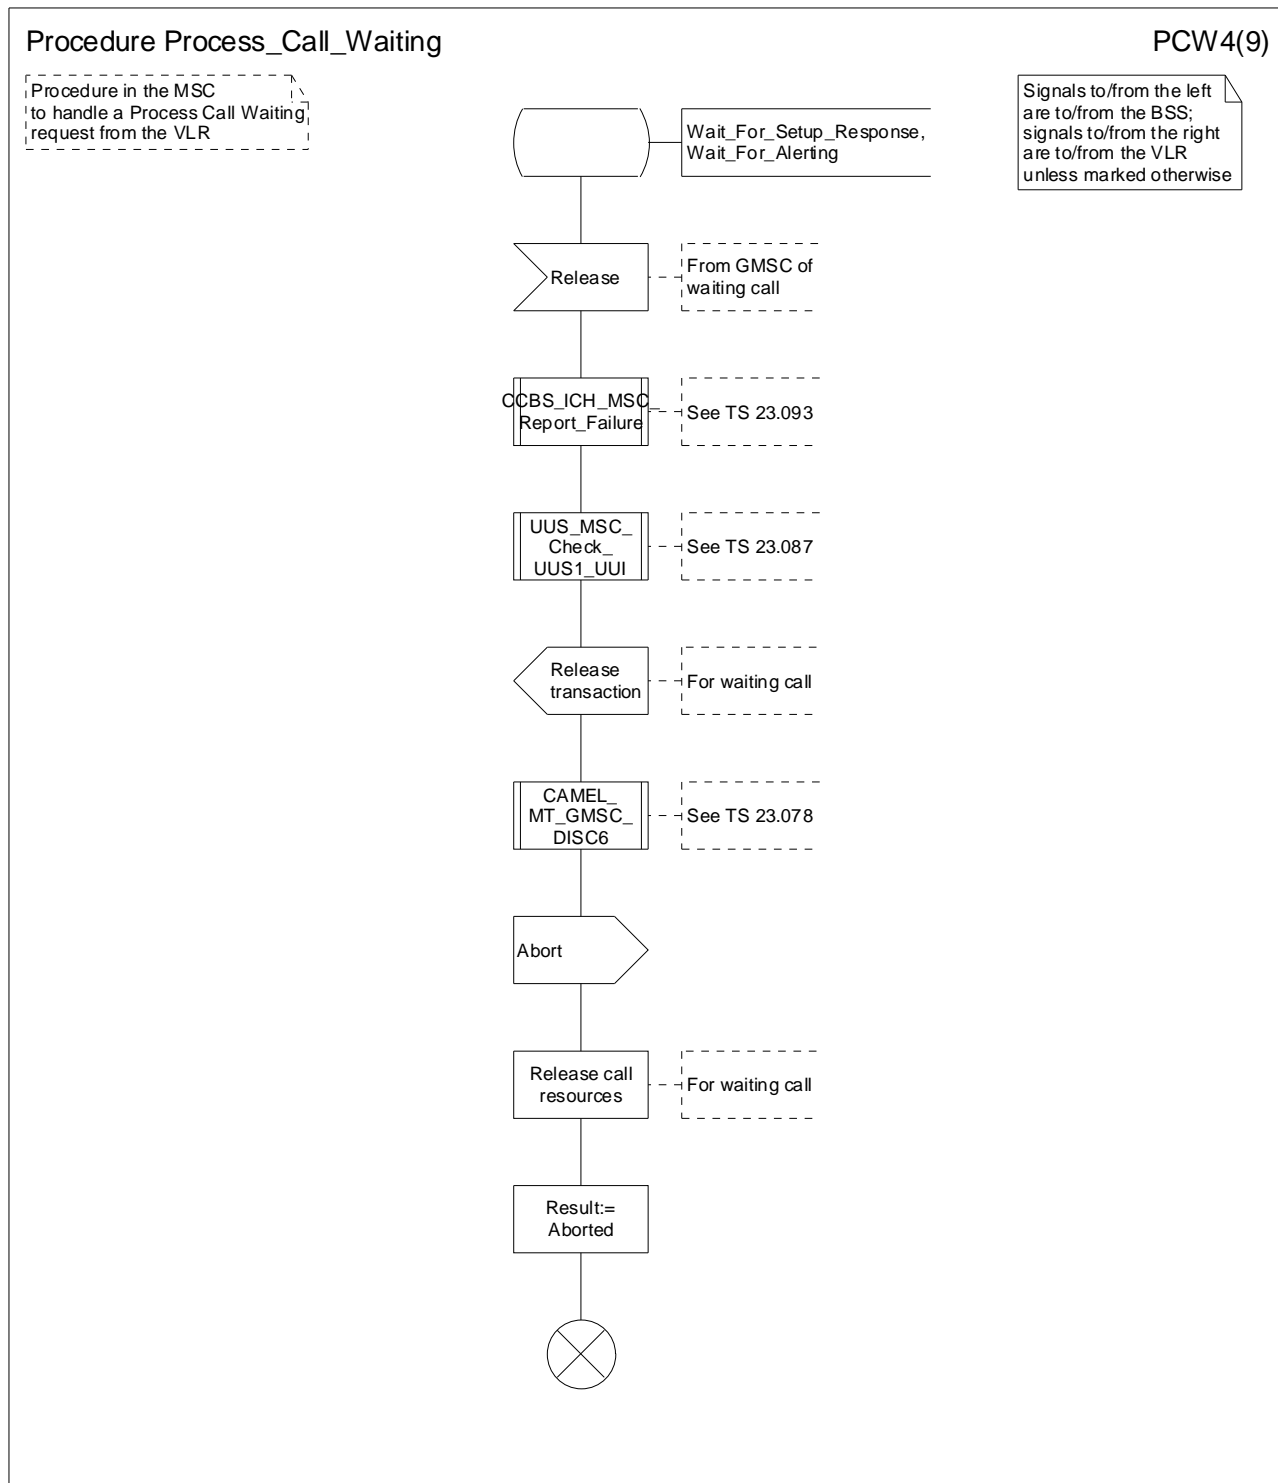 Procedure Process_Call_Waiting
PCW4(9)
Procedure in the MSC
to handle a Process Call Waiting
request from the VLR
Signals to/from the left
are to/from the BSS;
signals to/from the right
are to/from the VLR
unless marked otherwise
Wait_For_Setup_Response,
Wait_For_Alerting
Release
From GMSC of
waiting call
CCBS_ICH_MSC_
Report_Failure
See TS 23.093
UUS_MSC_
Check_
UUS1_UUI
See TS 23.087
Release
transaction
For waiting call
CAMEL_
MT_GMSC_
DISC6
See TS 23.078
Abort
Release call
resources
For waiting call
Result:=
Aborted